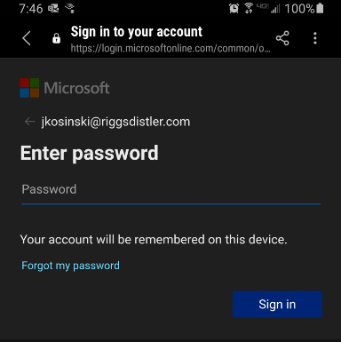 7:46 100%
Sign in to your account
https://login.microsoftonline.com/common/o...
Microsoft
← jkosinski@riggsdistler.com
Enter password
Password
Your account will be remembered on this device.
Forgot my password
Sign in